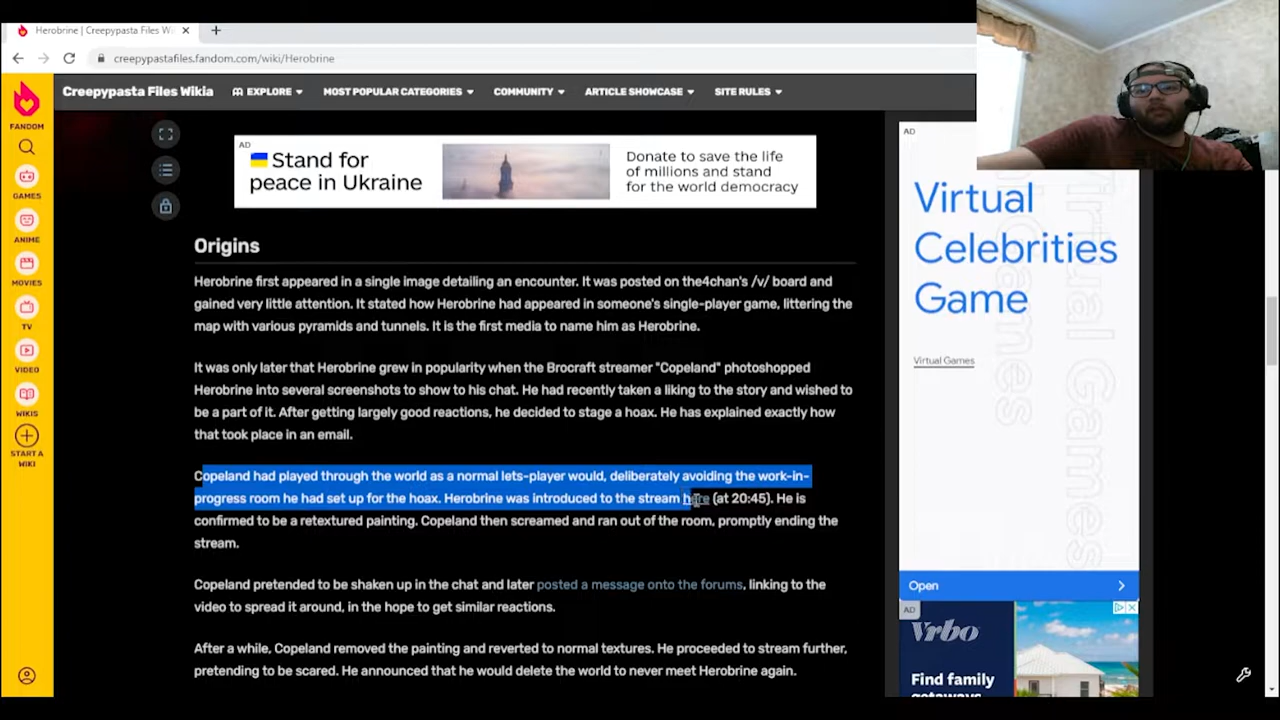 Herobrine | Creepypasta Files Wi
creepypastafiles.fandom.com/wiki/Herobrine
FANDOM
GAMES
ANIME
MOVIES
TV
VIDEO
WIKIS
START A
WIKI
Creepypasta Files Wikia
EXPLORE
MOST POPULAR CATEGORIES
COMMUNITY
ARTICLE SHOWCASE
SITE RULES
AD
Stand for
peace in Ukraine
Donate to save the life
of millions and stand
for the world democracy
Origins
Herobrine first appeared in a single image detailing an encounter. It was posted on the4chan's /v/ board and
gained very little attention. It stated how Herobrine had appeared in someone's single-player game, littering the
map with various pyramids and tunnels. It is the first media to name him as Herobrine.
It was only later that Herobrine grew in popularity when the Brocraft streamer "Copeland" photoshopped
Herobrine into several screenshots to show to his chat. He had recently taken a liking to the story and wished to
be a part of it. After getting largely good reactions, he decided to stage a hoax. He has explained exactly how
that took place in an email.
Copeland had played through the world as a normal lets-player would, deliberately avoiding the work-in-
progress room he had set up for the hoax. Herobrine was introduced to the stream here (at 20:45). He is
confirmed to be a retextured painting. Copeland then screamed and ran out of the room, promptly ending the
stream.
Copeland pretended to be shaken up in the chat and later posted a message onto the forums, linking to the
video to spread it around, in the hope to get similar reactions.
After a while, Copeland removed the painting and reverted to normal textures. He proceeded to stream further,
pretending to be scared. He announced that he would delete the world to never meet Herobrine again.
AD
Virtual
Celebrities
Game
Virtual Games
Virtual Games
Open
AD
Vrbo
Find family
getaways